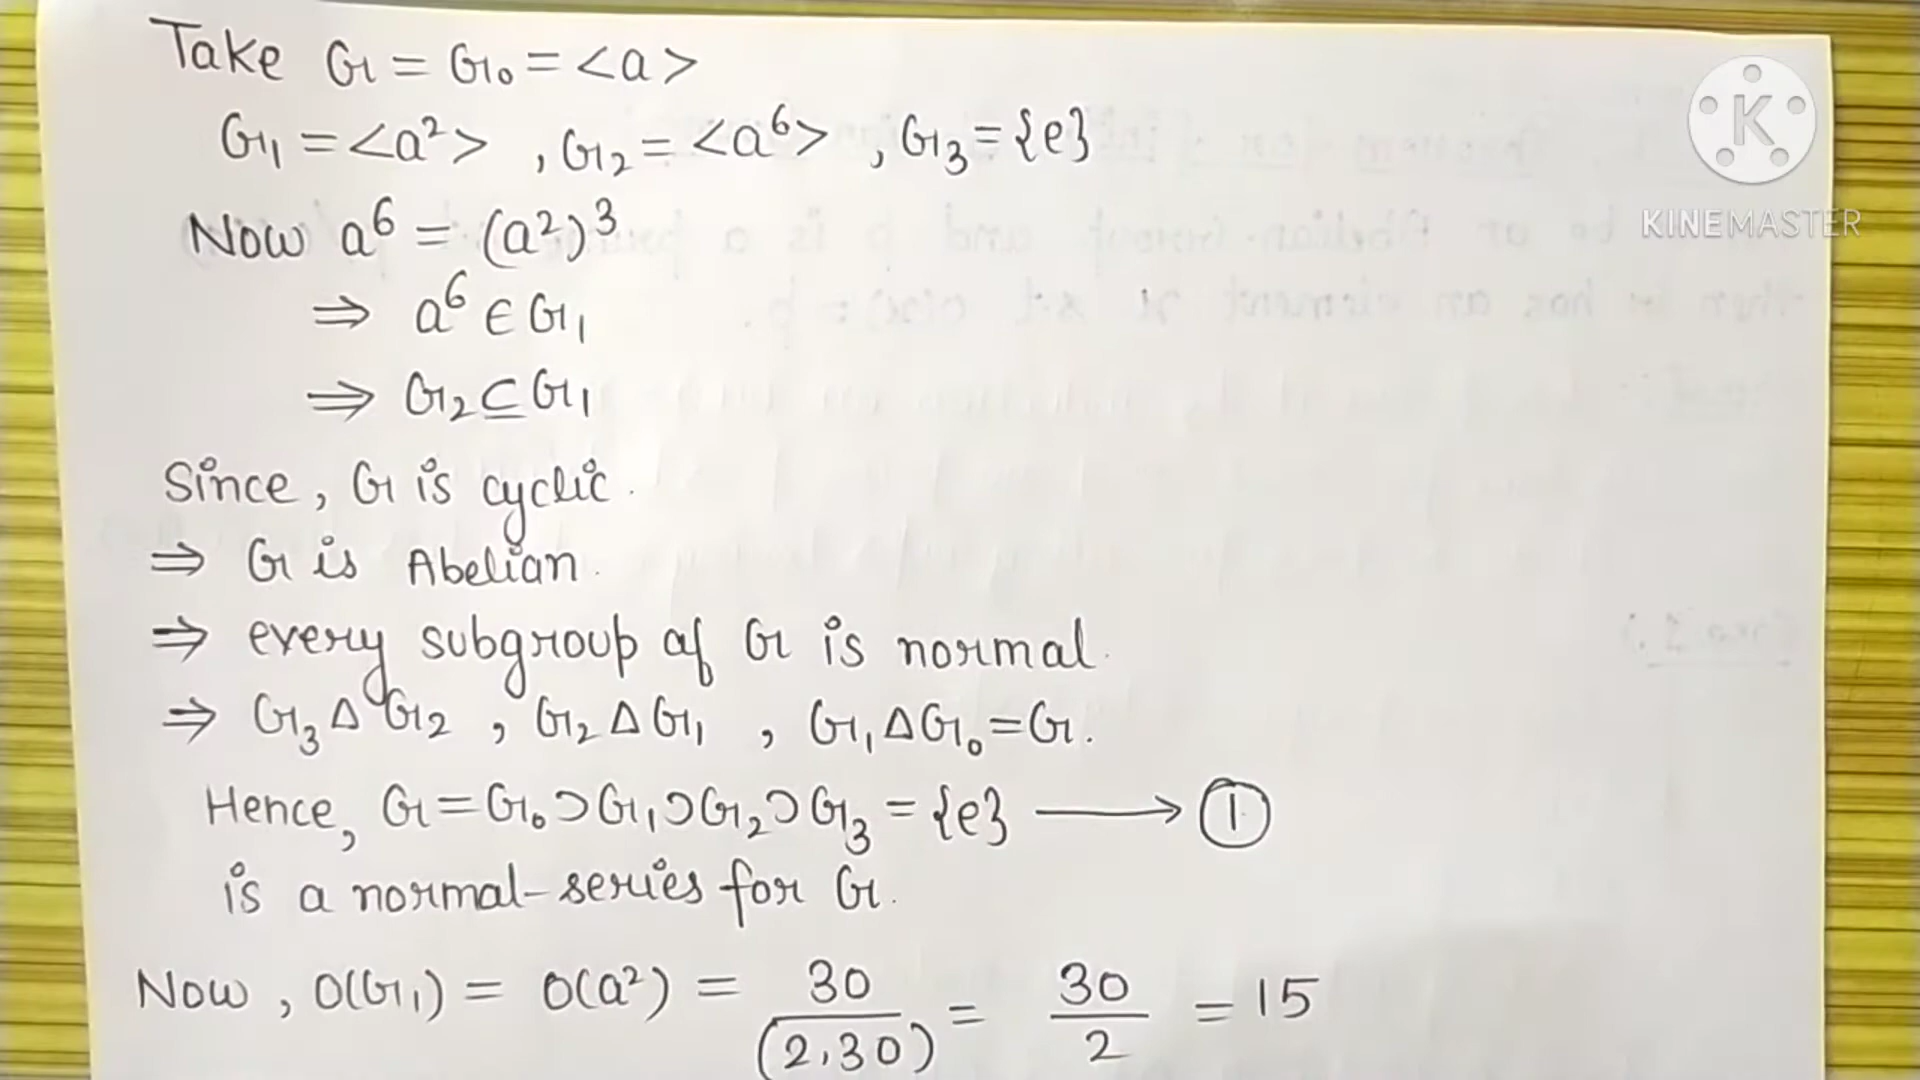 Take G = G₀ = <a>
G₁ = <a²> , G₂ = <a⁶> , G₃ = {e}
Now a⁶ = (a²)³
⇒ a⁶ ∈ G₁
⇒ G₂ ⊆ G₁
Since, G is cyclic.
⇒ G is Abelian.
⇒ every subgroup of G is normal.
⇒ G₃ Δ G₂ , G₂ Δ G₁ , G₁ Δ G₀ = G.
Hence, G = G₀ ⊃ G₁ ⊃ G₂ ⊃ G₃ = {e} ⟶ ①
is a normal-series for G.
Now, O(G₁) = O(a²) = 30/(2,30) = 30/2 = 15
K
KINEMASTER